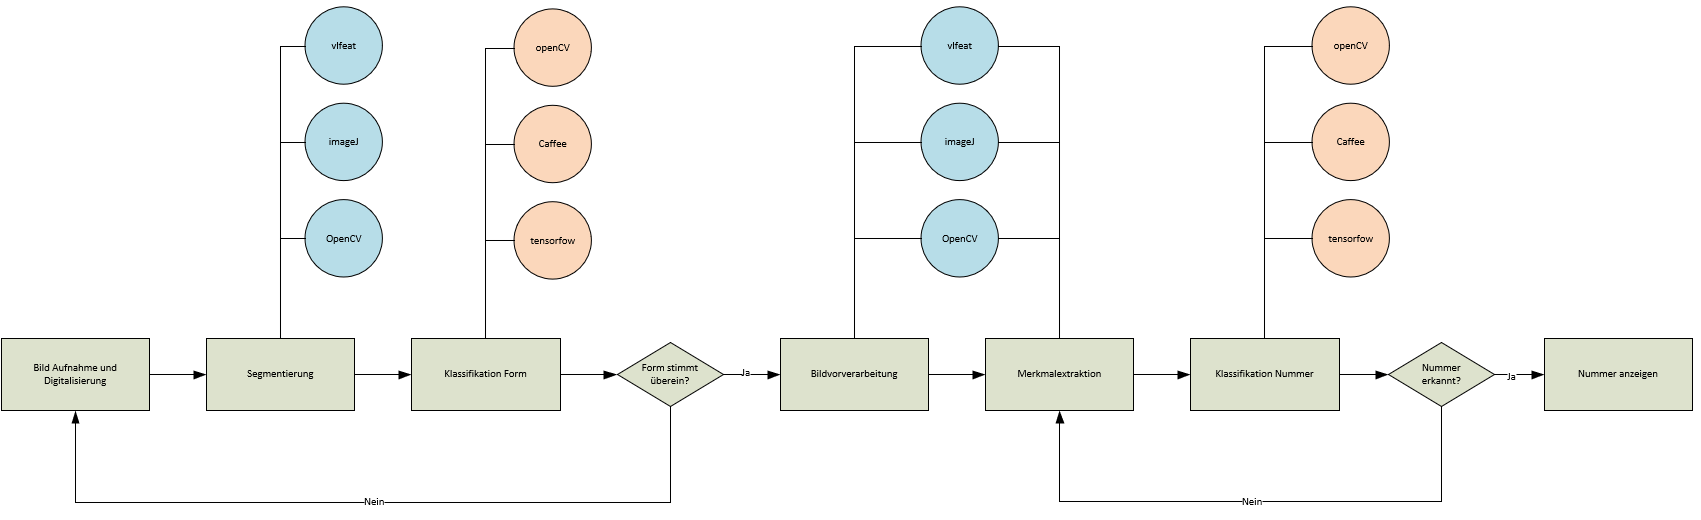 vlfeat
imageJ
OpenCV
openCV
Caffee
tensorfow
vlfeat
imageJ
OpenCV
openCV
Caffee
tensorfow
Bild Aufnahme und
Digitalisierung
Segmentierung
Klassifikation Form
Form stimmt
überein?
Ja
Bildvorverarbeitung
Merkmalextraktion
Klassifikation Nummer
Nummer
erkannt?
Ja
Nummer anzeigen
Nein
Nein